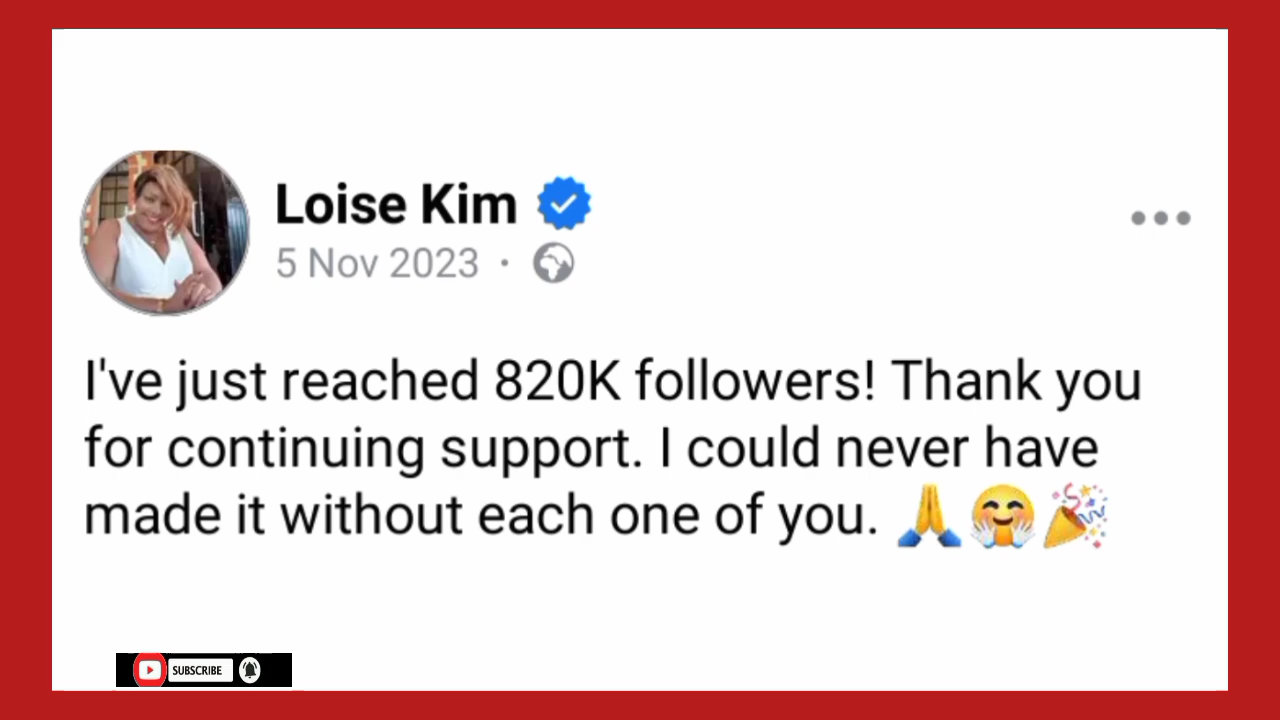 Loise Kim
5 Nov 2023 ·
I've just reached 820K followers! Thank you
for continuing support. I could never have
made it without each one of you. 🙏🤗🎉
SUBSCRIBE